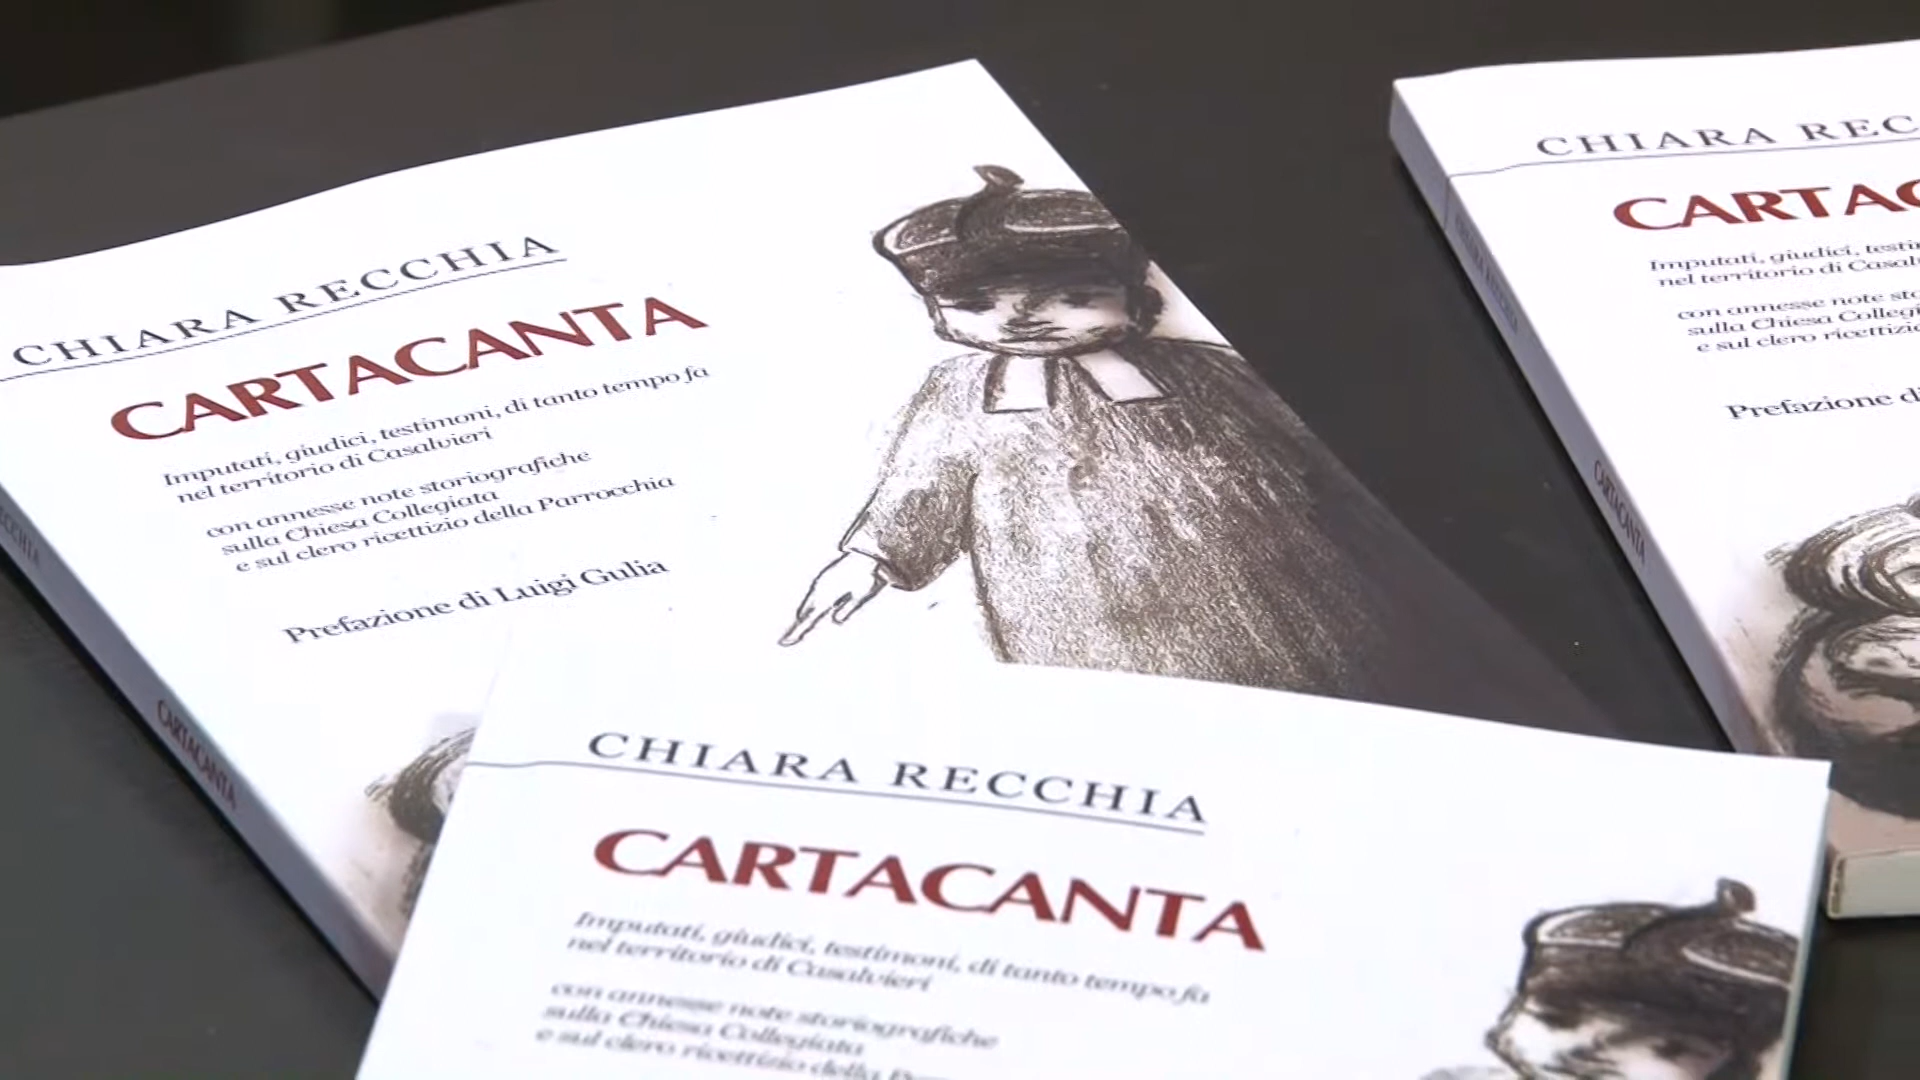 CHIARA RECCHIA
CARTACANTA
Imputati, giudici, testimoni, di tanto tempo fa
nel territorio di Casalvieri
con annesse note storiografiche
sulla Chiesa Collegiata
e sul clero ricettizio della Parrocchia
Prefazione di Luigi Gulia
CARTACANTA
CHIARA REC
CARTAC
Imputati, giudici, testi
nel territorio di Casal
con annesse note sto
sulla Chiesa Collegi
e sul clero ricettizio
Prefazione di
CHIARA RECCHIA
CARTACANTA
CHIARA RECCHIA
CARTACANTA
Imputati, giudici, testimoni, di tanto tempo fa
nel territorio di Casalvieri
con annesse note storiografiche
sulla Chiesa Collegiata
e sul clero ricettizio della